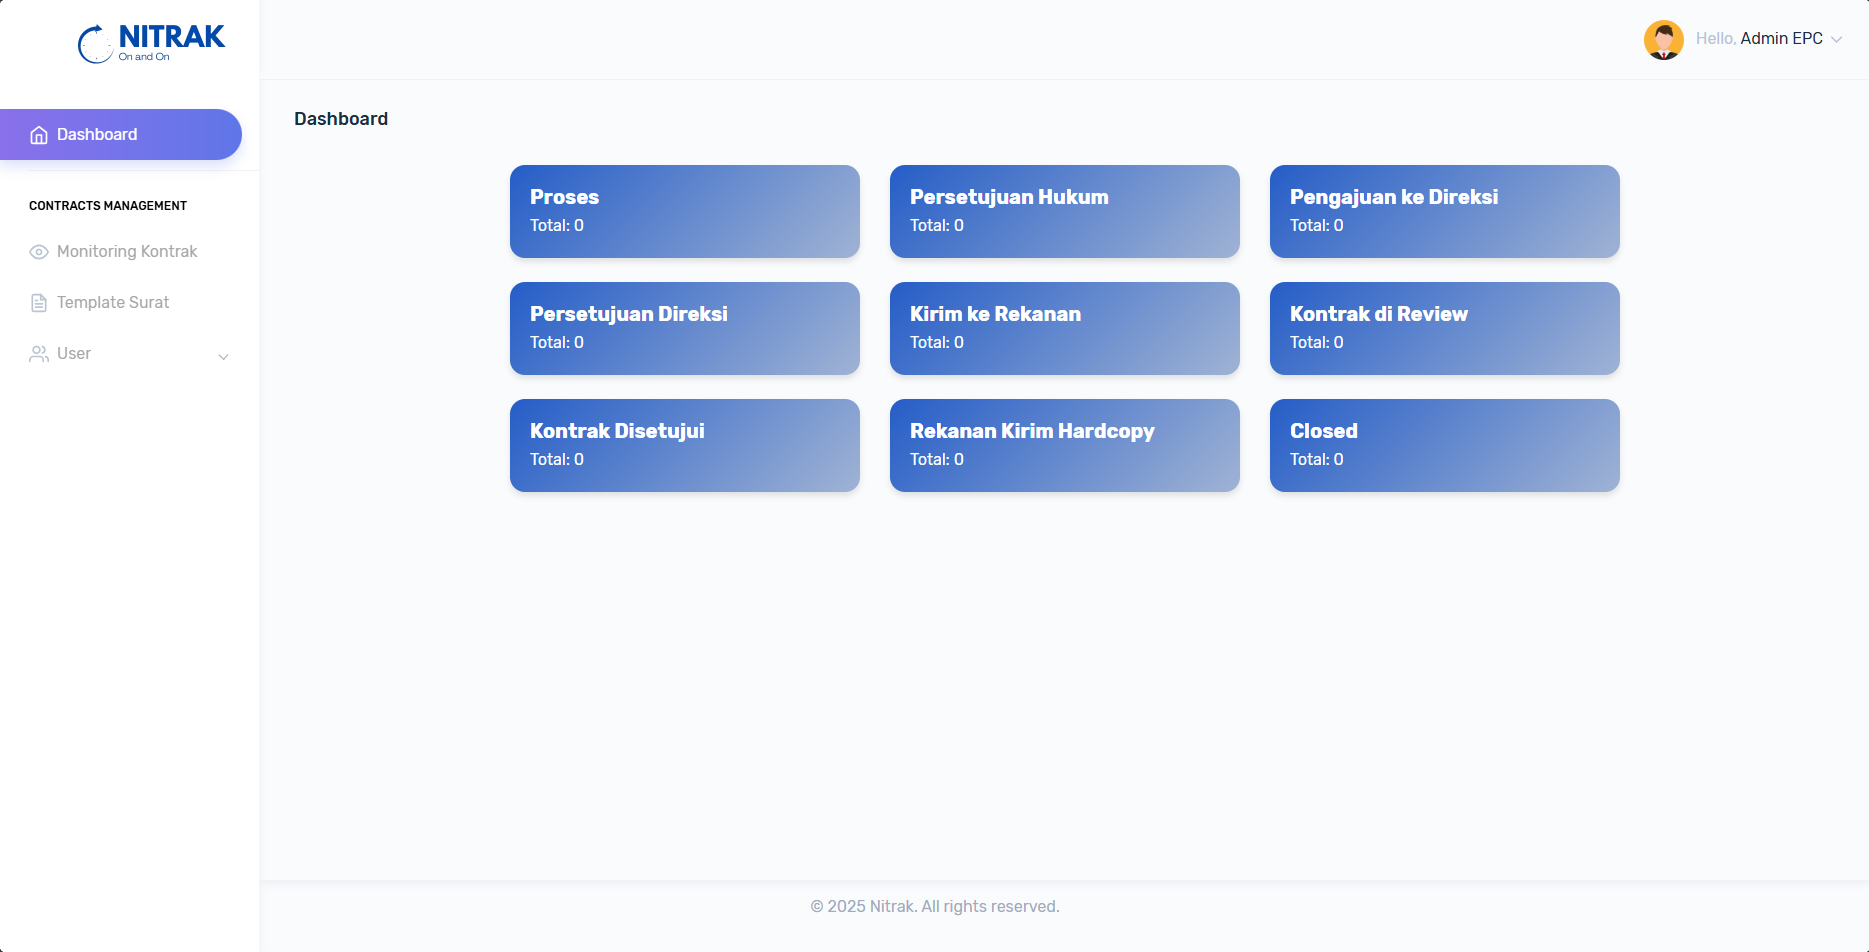 NITRAK
On and On
Hello, Admin EPC
Dashboard
CONTRACTS MANAGEMENT
Monitoring Kontrak
Template Surat
User
Dashboard
Proses
Total: 0
Persetujuan Hukum
Total: 0
Pengajuan ke Direksi
Total: 0
Persetujuan Direksi
Total: 0
Kirim ke Rekanan
Total: 0
Kontrak di Review
Total: 0
Kontrak Disetujui
Total: 0
Rekanan Kirim Hardcopy
Total: 0
Closed
Total: 0
© 2025 Nitrak. All rights reserved.